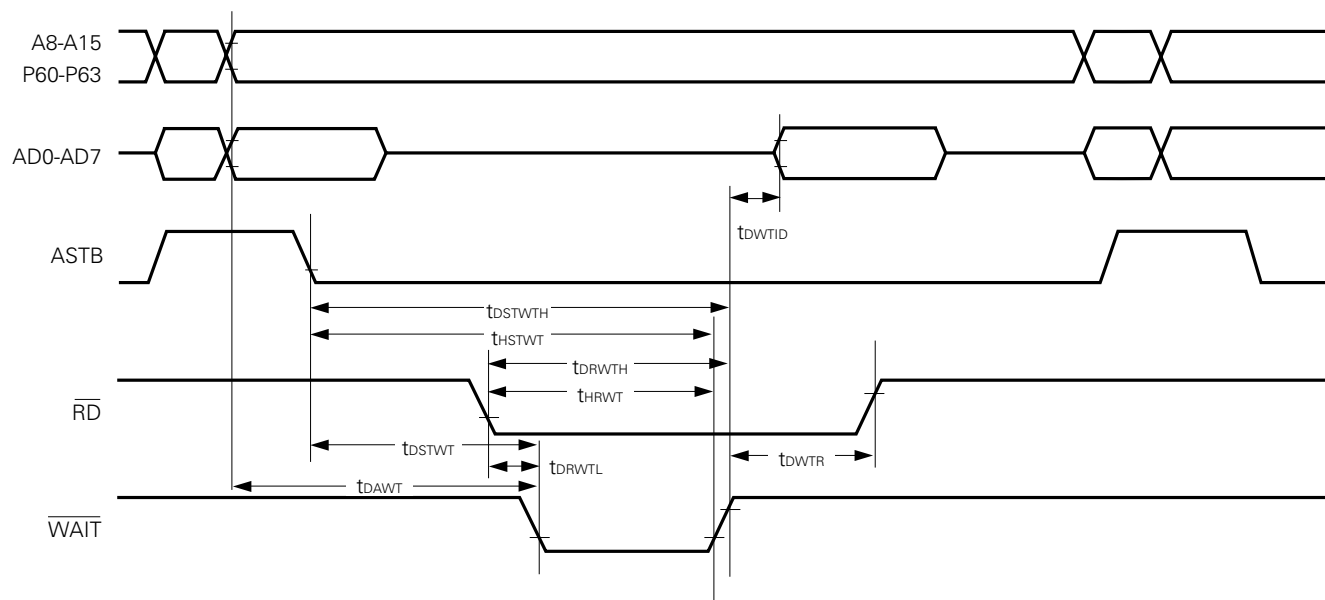 A8-A15
P60-P63
AD0-AD7
tDWTID
ASTB
tDSTWTH
tHSTWT
tDRWTH
tHRWT
RD
tDSTWT
tDWTR
tDRWTL
tDAWT
WAIT